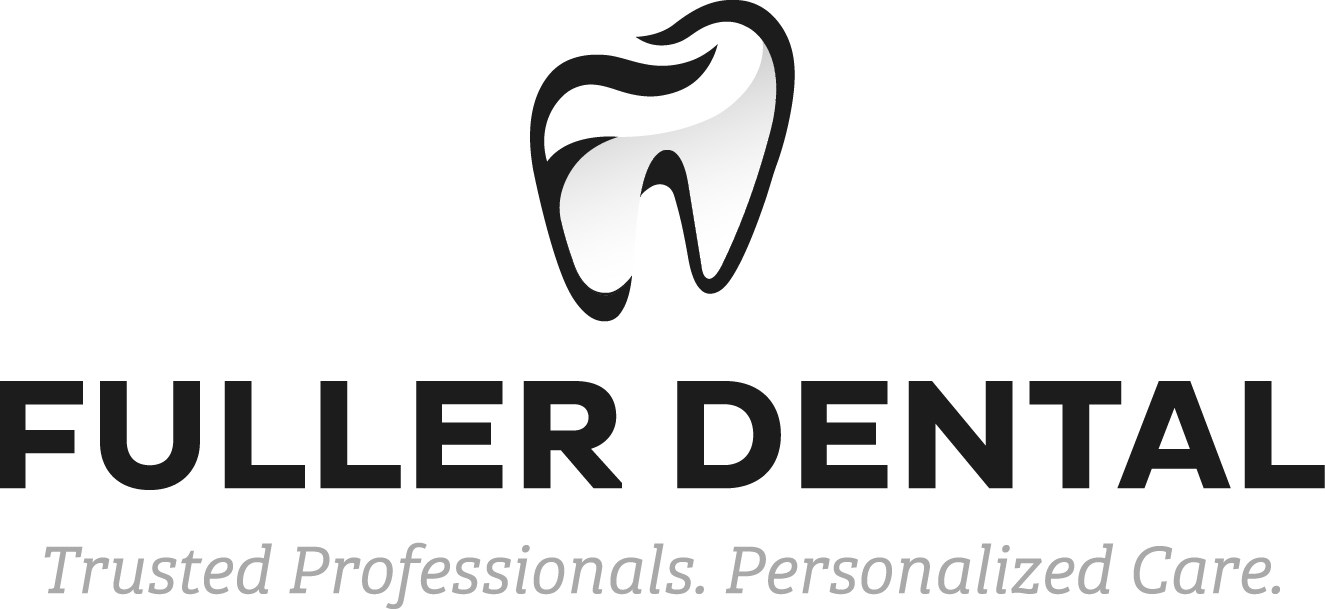 FULLER DENTAL
Trusted Professionals. Personalized Care.